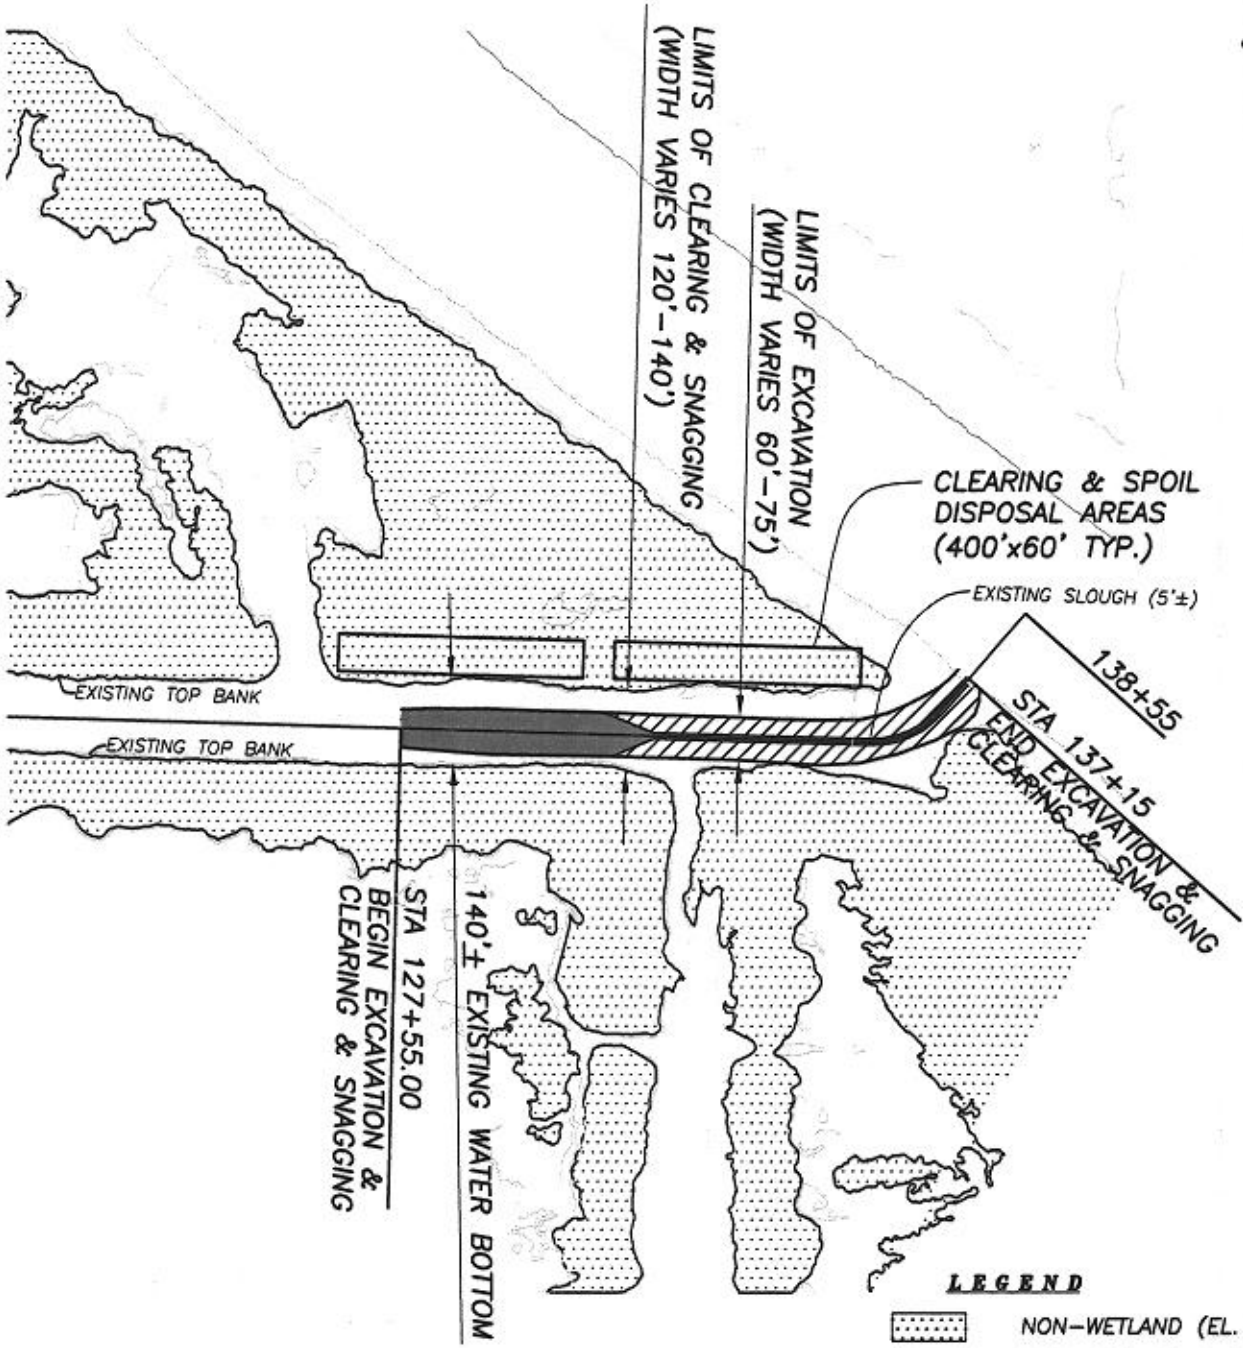 LIMITS OF CLEARING & SNAGGING
(WIDTH VARIES 120'-140')
LIMITS OF EXCAVATION
(WIDTH VARIES 60'-75')
CLEARING & SPOIL
DISPOSAL AREAS
(400'x60' TYP.)
EXISTING SLOUGH (5'±)
138+55
STA 137+15
END EXCAVATION &
CLEARING & SNAGGING
EXISTING TOP BANK
EXISTING TOP BANK
STA 127+55.00
BEGIN EXCAVATION &
CLEARING & SNAGGING
140'± EXISTING WATER BOTTOM
LEGEND
NON-WETLAND (EL.